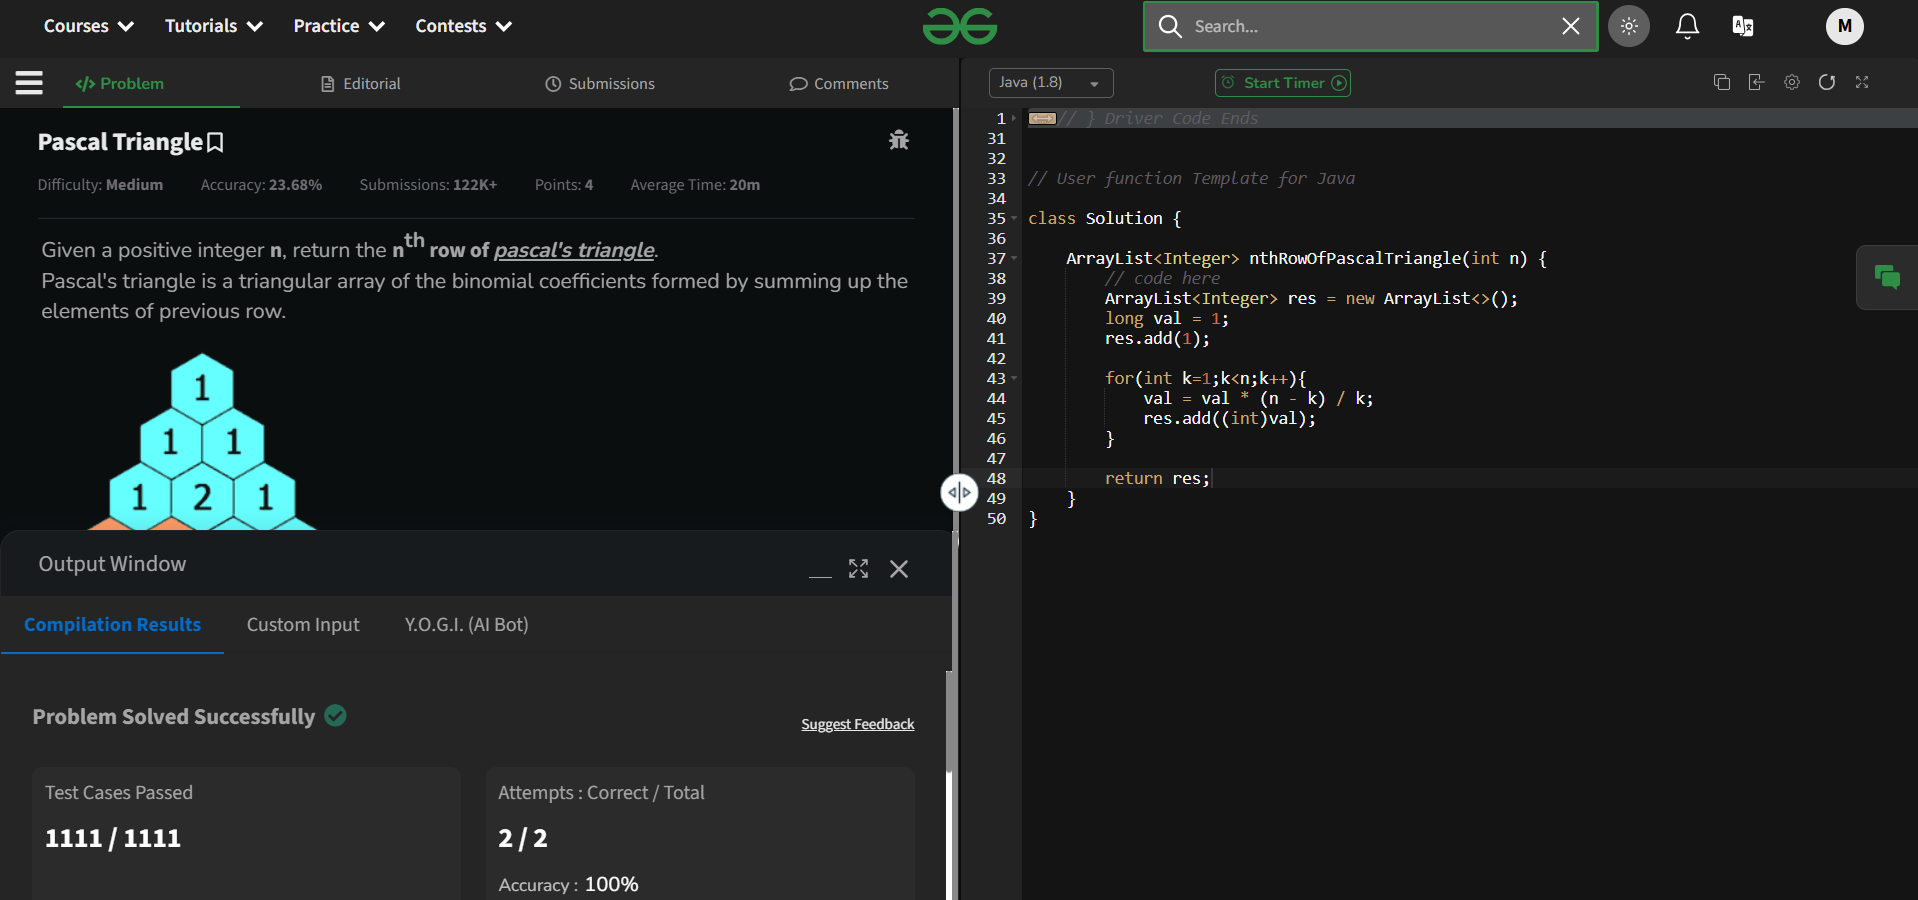 Courses Tutorials Practice Contests Search... M
Problem Editorial Submissions Comments
Java (1.8) Start Timer
Pascal Triangle
Difficulty: Medium Accuracy: 23.68% Submissions: 122K+ Points: 4 Average Time: 20m
Given a positive integer n, return the nth row of pascal's triangle.
Pascal's triangle is a triangular array of the binomial coefficients formed by summing up the
elements of previous row.
1
1 1
1 2 1
Output Window
Compilation Results Custom Input Y.O.G.I. (AI Bot)
Problem Solved Successfully
Suggest Feedback
Test Cases Passed
1111 / 1111
Attempts : Correct / Total
2 / 2
Accuracy : 100%
1 // } Driver Code Ends
31
32
33 // User function Template for Java
34
35 class Solution {
36
37 ArrayList<Integer> nthRowOfPascalTriangle(int n) {
38 // code here
39 ArrayList<Integer> res = new ArrayList<>();
40 long val = 1;
41 res.add(1);
42
43 for(int k=1;k<n;k++){
44 val = val * (n - k) / k;
45 res.add((int)val);
46 }
47
48 return res;
49 }
50 }